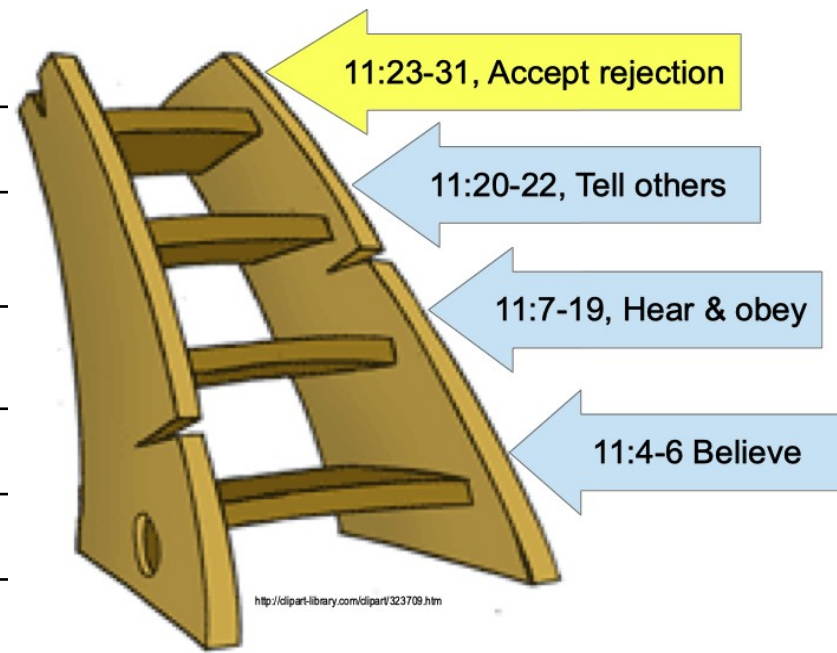 11:23-31, Accept rejection
11:20-22, Tell others
11:7-19, Hear & obey
11:4-6 Believe
http://clipart-library.com/clipart/323709.htm